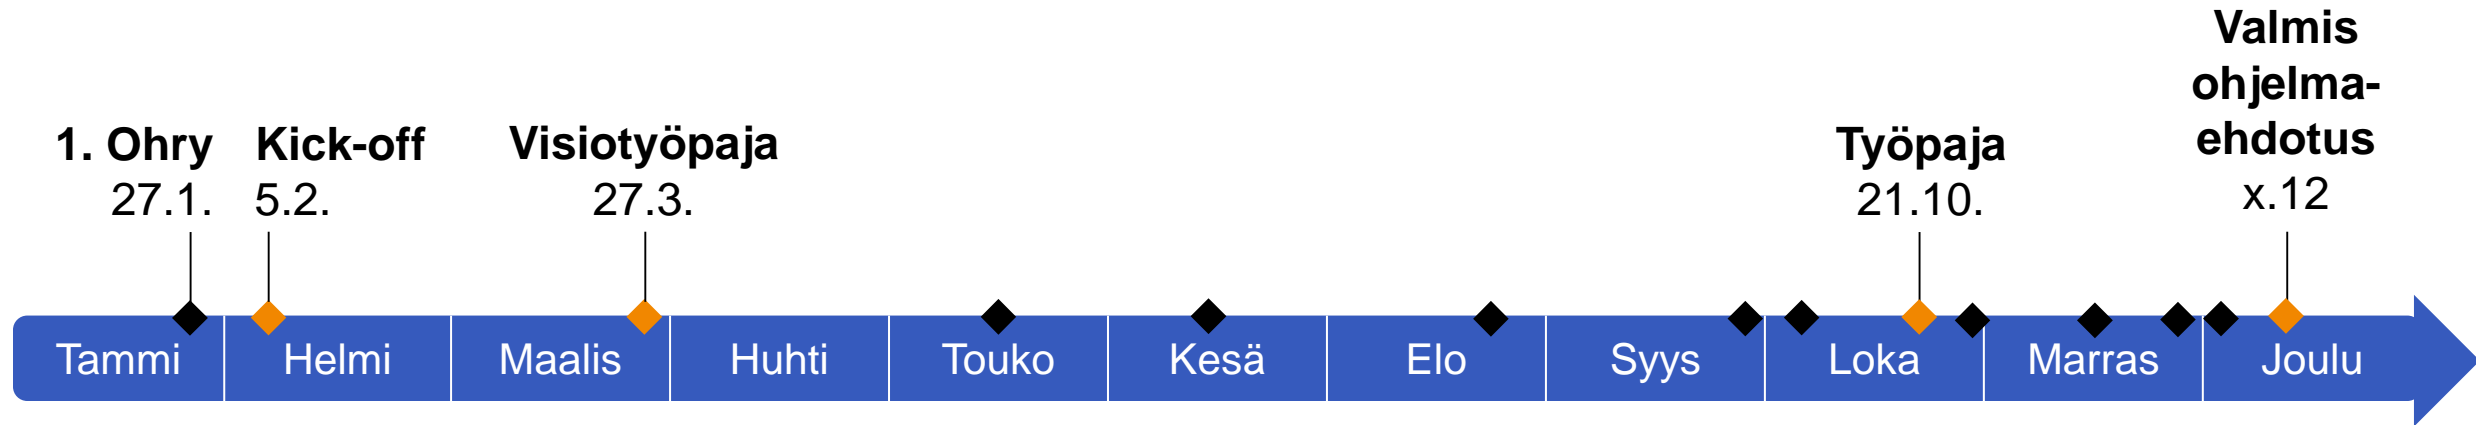 1. Ohry
27.1.
Kick-off
5.2.
Visiotyöpaja
27.3.
Työpaja
21.10.
Valmis
ohjelma-
ehdotus
x.12
Tammi
Helmi
Maalis
Huhti
Touko
Kesä
Elo
Syys
Loka
Marras
Joulu